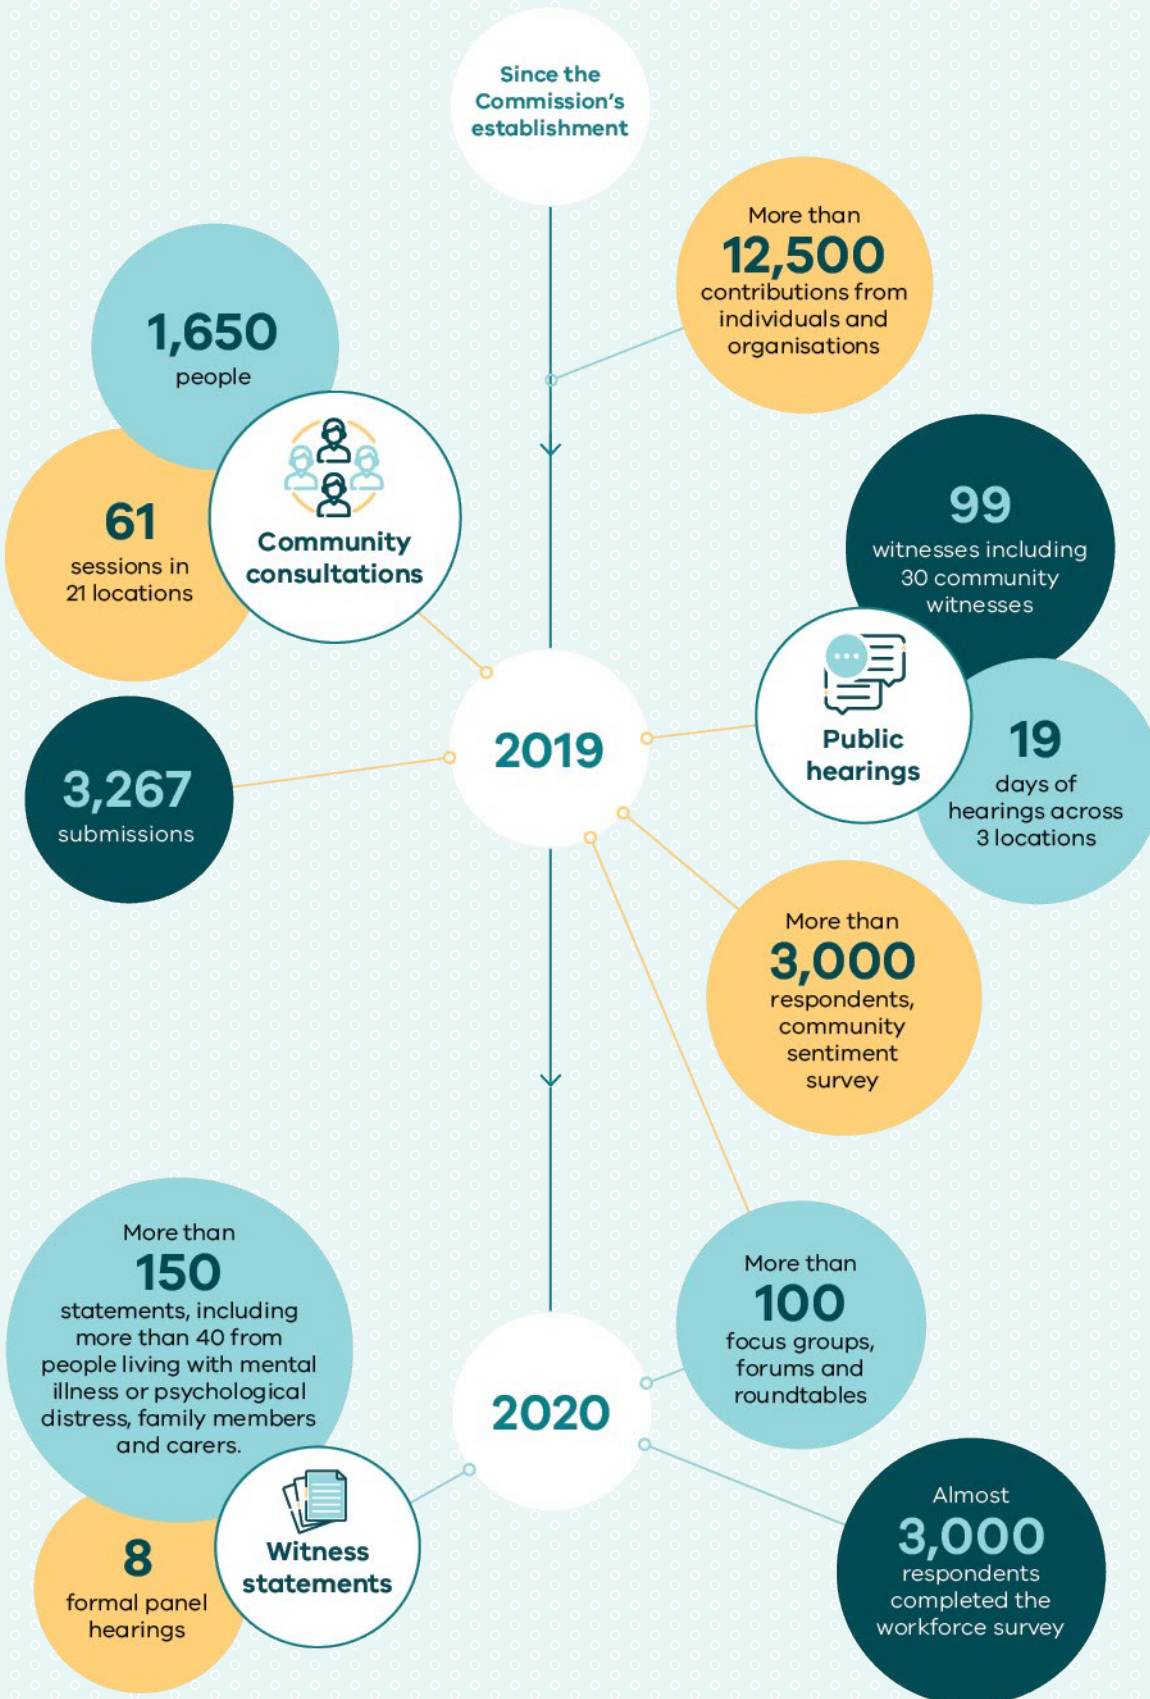 Since the
Commission's
establishment
More than
12,500
contributions from
individuals and
organisations
1,650
people
61
sessions in
21 locations
Community
consultations
3,267
submissions
2019
99
witnesses including
30 community
witnesses
Public
hearings
19
days of
hearings across
3 locations
More than
3,000
respondents,
community
sentiment
survey
More than
100
focus groups,
forums and
roundtables
2020
More than
150
statements, including
more than 40 from
people living with mental
illness or psychological
distress, family members
and carers.
8
formal panel
hearings
Witness
statements
Almost
3,000
respondents
completed the
workforce survey